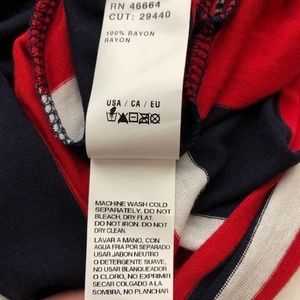 RN 46664
CUT: 29440
100% RAYON
RAYON
USA / CA / EU
MACHINE WASH COLD
SEPARATELY, DO NOT
BLEACH, DRY FLAT.
DO NOT IRON. DO NOT
DRY CLEAN
LAVAR A MANO, CON
AGUA FRIA POR SEPARADO
USAR JABON NEUTRO
O DETERGENTE SUAVE,
NO USAR BLANQUEADOR
O CLORO, NO EXPRIMIR
SECAR COLGADO A LA
SOMBRA, NO PLANCHAR